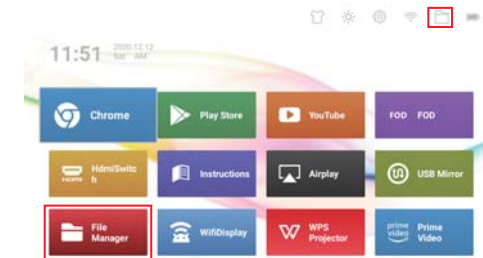 11:51 2020.12.12
Sat AM
Chrome
Play Store
YouTube
FOD FOD
HDMI HdmiSwitc
h
Instructions
Airplay
USB Mirror
File
Manager
WifiDisplay
WPS
Projector
prime
video
Prime
Video